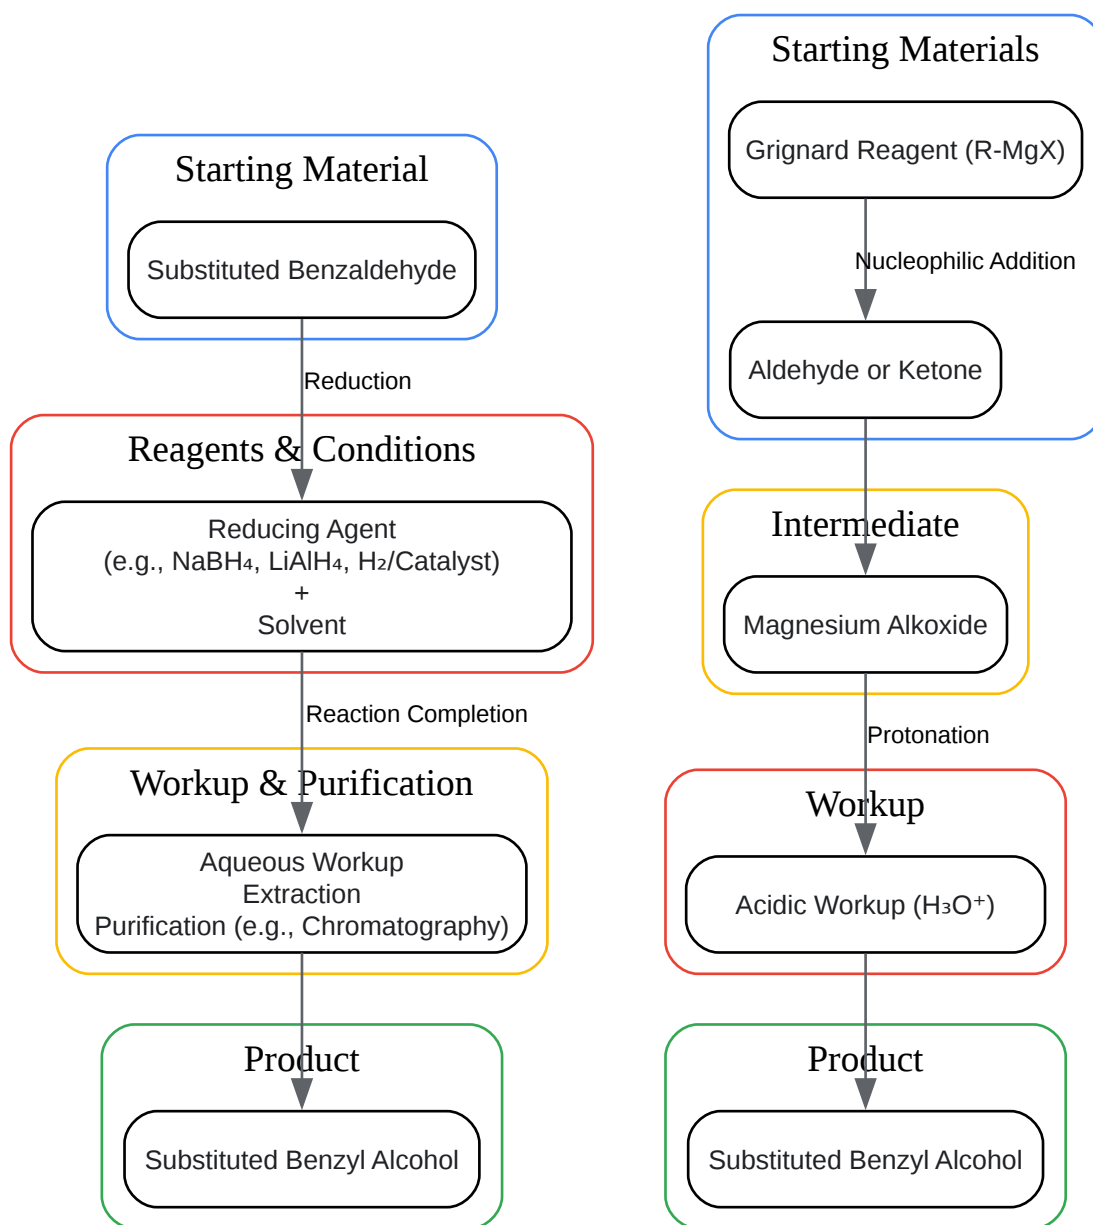 Starting Material
Substituted Benzaldehyde
Reduction
Reagents & Conditions
Reducing Agent
(e.g., NaBH₄, LiAlH₄, H₂/Catalyst)
+
Solvent
Reaction Completion
Workup & Purification
Aqueous Workup
Extraction
Purification (e.g., Chromatography)
Product
Substituted Benzyl Alcohol
Starting Materials
Grignard Reagent (R-MgX)
Nucleophilic Addition
Aldehyde or Ketone
Intermediate
Magnesium Alkoxide
Protonation
Workup
Acidic Workup (H₃O⁺)
Product
Substituted Benzyl Alcohol